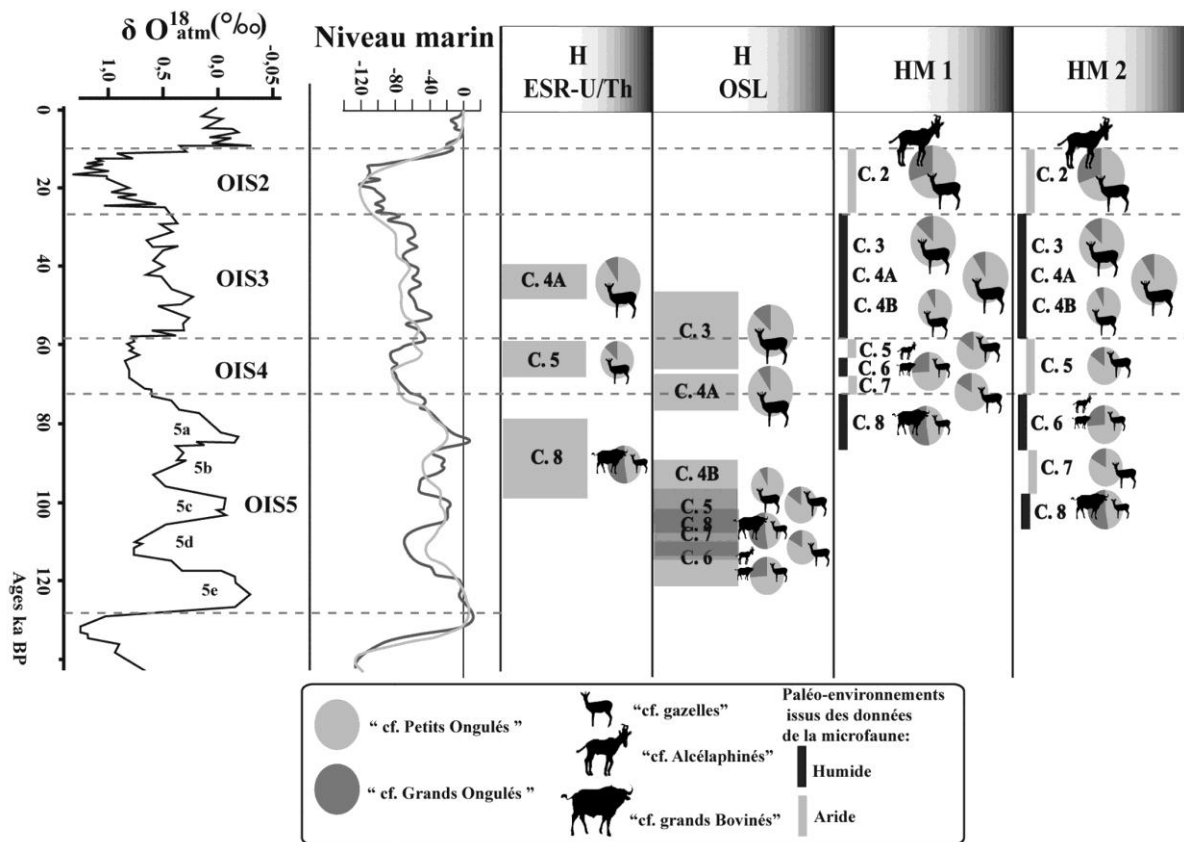 δ O¹⁸atm(°/₀₀)
1,0 0,5 0,0 -0,05
Niveau marin
-120 -80 -40 0
H
ESR-U/Th
H
OSL
HM 1
HM 2
0
20
40
60
80
100
120
Ages ka BP
OIS2
OIS3
OIS4
OIS5
5a
5b
5c
5d
5e
C. 4A
C. 5
C. 8
C. 3
C. 4A
C. 4B
C. 5
C. 8
C. 7
C. 6
C. 2
C. 3
C. 4A
C. 4B
C. 5
C. 6
C. 7
C. 8
C. 2
C. 3
C. 4A
C. 4B
C. 5
C. 6
C. 7
C. 8
“ cf. Petits Ongulés ”
“ cf. Grands Ongulés ”
“cf. gazelles”
“cf. Alcélaphinés”
“cf. grands Bovinés”
Paléo-environnements
issus des données
de la microfaune:
Humide
Aride